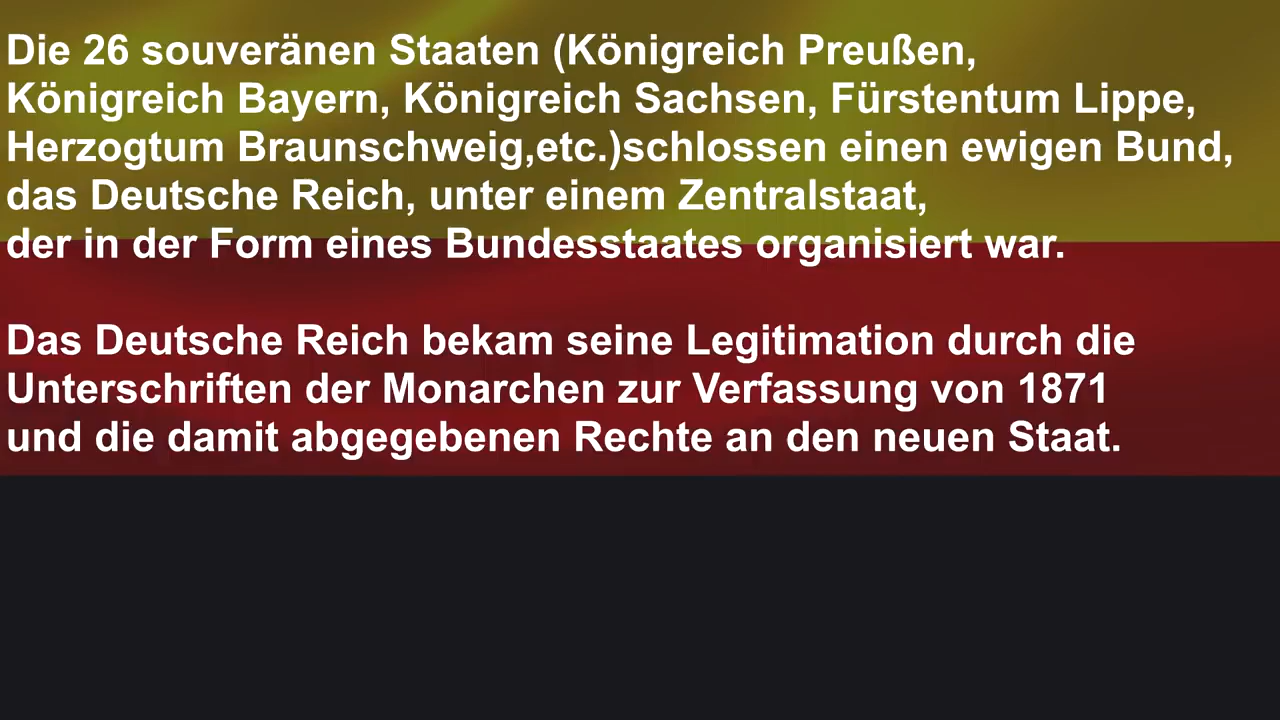 Die 26 souveränen Staaten (Königreich Preußen,
Königreich Bayern, Königreich Sachsen, Fürstentum Lippe,
Herzogtum Braunschweig,etc.)schlossen einen ewigen Bund,
das Deutsche Reich, unter einem Zentralstaat,
der in der Form eines Bundesstaates organisiert war.
Das Deutsche Reich bekam seine Legitimation durch die
Unterschriften der Monarchen zur Verfassung von 1871
und die damit abgegebenen Rechte an den neuen Staat.